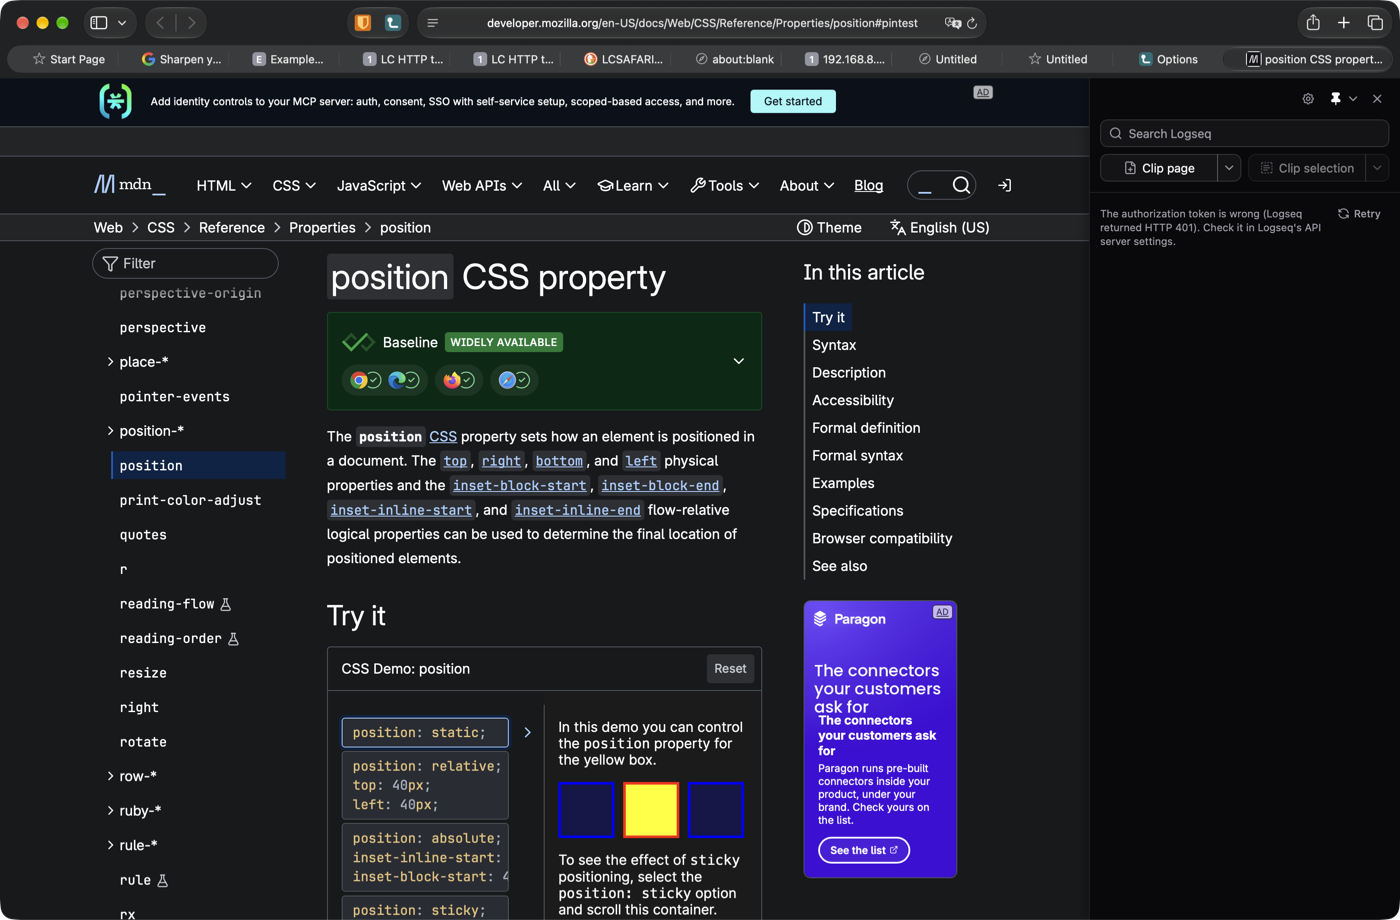 developer.mozilla.org/en-US/docs/Web/CSS/Reference/Properties/position#pintest
Start Page
Sharpen y...
E Example...
1 LC HTTP t...
1 LC HTTP t...
LCSAFARI...
about:blank
1 192.168.8....
Untitled
Untitled
Options
position CSS propert...
Add identity controls to your MCP server: auth, consent, SSO with self-service setup, scoped-based access, and more.
Get started
AD
mdn_
HTML
CSS
JavaScript
Web APIs
All
Learn
Tools
About
Blog
Web > CSS > Reference > Properties > position
Theme
English (US)
Filter
perspective-origin
perspective
place-*
pointer-events
position-*
position
print-color-adjust
quotes
r
reading-flow
reading-order
resize
right
rotate
row-*
ruby-*
rule-*
rule
rx
position CSS property
Baseline WIDELY AVAILABLE
The position CSS property sets how an element is positioned in
a document. The top, right, bottom, and left physical
properties and the inset-block-start, inset-block-end,
inset-inline-start, and inset-inline-end flow-relative
logical properties can be used to determine the final location of
positioned elements.
Try it
CSS Demo: position
Reset
position: static;
position: relative;
top: 40px;
left: 40px;
position: absolute;
inset-inline-start:
inset-block-start: 4
position: sticky;
In this demo you can control
the position property for
the yellow box.
To see the effect of sticky
positioning, select the
position: sticky option
and scroll this container.
In this article
Try it
Syntax
Description
Accessibility
Formal definition
Formal syntax
Examples
Specifications
Browser compatibility
See also
Paragon
AD
The connectors
your customers
ask for
The connectors
your customers ask
for
Paragon runs pre-built
connectors inside your
product, under your
brand. Check yours on
the list.
See the list
Search Logseq
Clip page
Clip selection
The authorization token is wrong (Logseq
returned HTTP 401). Check it in Logseq's API
server settings.
Retry